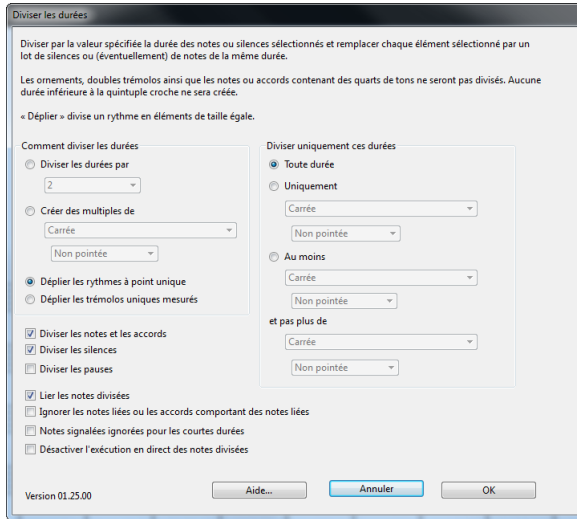 Diviser les durées
Diviser par la valeur spécifiée la durée des notes ou silences sélectionnés et remplacer chaque élément sélectionné par un
lot de silences ou (éventuellement) de notes de la même durée.
Les ornements, doubles trémolos ainsi que les notes ou accords contenant des quarts de tons ne seront pas divisés. Aucune
durée inférieure à la quintuple croche ne sera créée.
« Déplier » divise un rythme en éléments de taille égale.
Comment diviser les durées
Diviser les durées par
2
Créer des multiples de
Carrée
Non pointée
Déplier les rythmes à point unique
Déplier les trémolos uniques mesurés
Diviser uniquement ces durées
Toute durée
Uniquement
Carrée
Non pointée
Au moins
Carrée
Non pointée
et pas plus de
Carrée
Non pointée
Diviser les notes et les accords
Diviser les silences
Diviser les pauses
Lier les notes divisées
Ignorer les notes liées ou les accords comportant des notes liées
Notes signalées ignorées pour les courtes durées
Désactiver l'exécution en direct des notes divisées
Version 01.25.00
Aide...
Annuler
OK